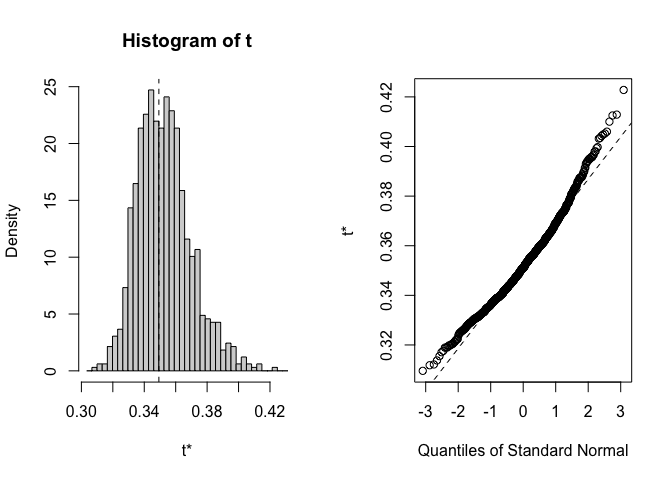 Histogram of t
Density
0 5 10 15 20 25
0.30 0.34 0.38 0.42
t*
t*
0.32 0.34 0.36 0.38 0.40 0.42
-3 -2 -1 0 1 2 3
Quantiles of Standard Normal